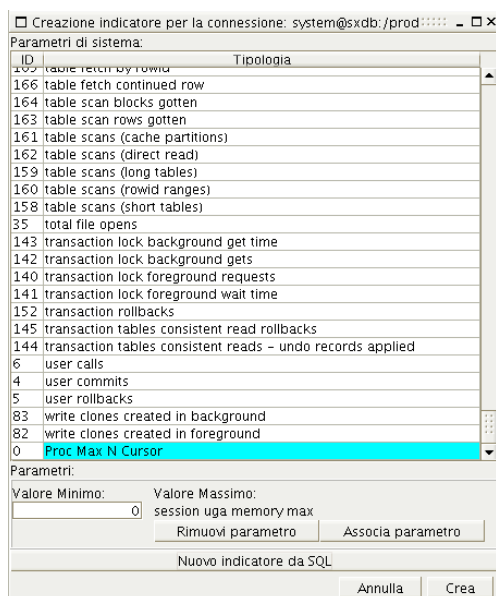 Creazione indicatore per la connessione: system@sxdb:/prod
Parametri di sistema:
ID Tipologia
165 table fetch by rowid
166 table fetch continued row
164 table scan blocks gotten
163 table scan rows gotten
161 table scans (cache partitions)
162 table scans (direct read)
159 table scans (long tables)
160 table scans (rowid ranges)
158 table scans (short tables)
35 total file opens
143 transaction lock background get time
142 transaction lock background gets
140 transaction lock foreground requests
141 transaction lock foreground wait time
152 transaction rollbacks
145 transaction tables consistent read rollbacks
144 transaction tables consistent reads - undo records applied
6 user calls
4 user commits
5 user rollbacks
83 write clones created in background
82 write clones created in foreground
0 Proc Max N Cursor
Parametri:
Valore Minimo: Valore Massimo:
0 session uga memory max
Rimuovi parametro Associa parametro
Nuovo indicatore da SQL
Annulla Crea